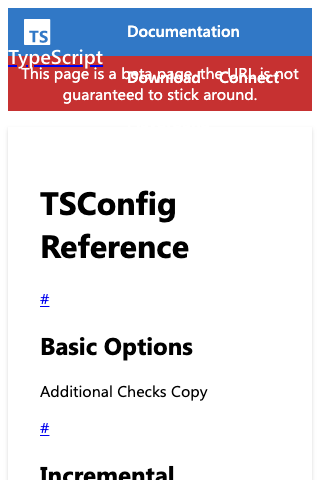 TS
Documentation
TypeScript
This page is a beta page, the URL is not
Download Connect
guaranteed to stick around.
TSConfig
Reference
#
Basic Options
Additional Checks Copy
#
Incremental